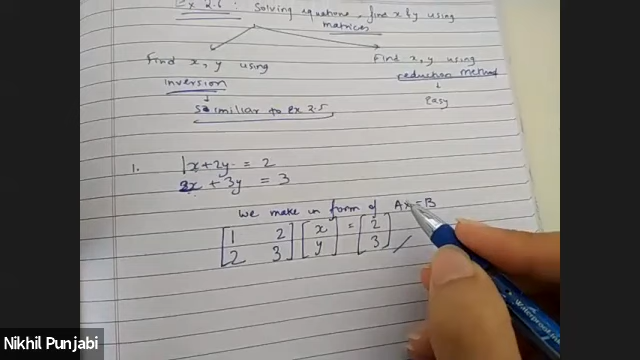 Ex 2.6: Solving equations, find x & y using
matrices
Find x, y using
inversion
Similiar to ex 2.5
Find x, y using
reduction method
Easy
1. 1x + 2y = 2
2x + 3y = 3
We make in form of AX = B
[1 2] [x] = [2]
[2 3] [y] [3]
Nikhil Punjabi